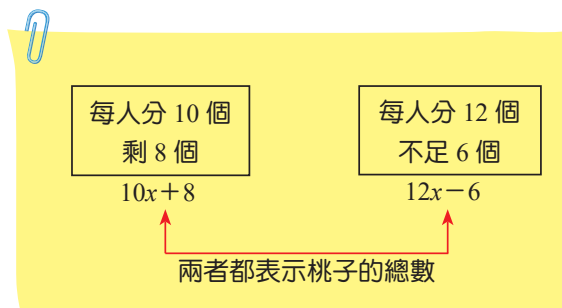 每人分 10 個
剩 8 個
10x＋8
每人分 12 個
不足 6 個
12x－6
兩者都表示桃子的總數